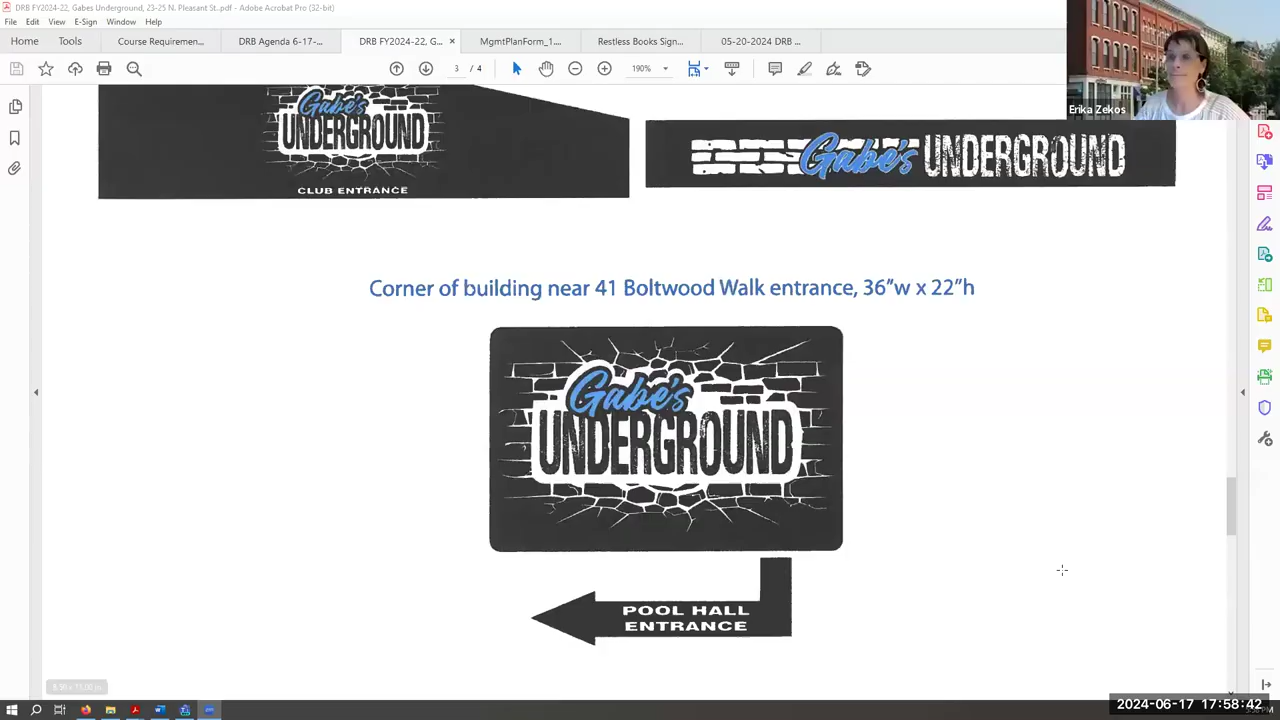 DRB FY2024-22, Gabes Underground, 23-25 N. Pleasant St..pdf - Adobe Acrobat Pro (32-bit)
File Edit View E-Sign Window Help
Home Tools Course Requiremen... DRB Agenda 6-17-... DRB FY2024-22, G... × MgmtPlanForm_1... Restless Books Sign... 05-20-2024 DRB ...
3 / 4 190%
Erika Zekos
Gabe's
UNDERGROUND
CLUB ENTRANCE
Gabe's UNDERGROUND
Corner of building near 41 Boltwood Walk entrance, 36”w x 22”h
Gabe's
UNDERGROUND
POOL HALL
ENTRANCE
2024-06-17 17:58:42